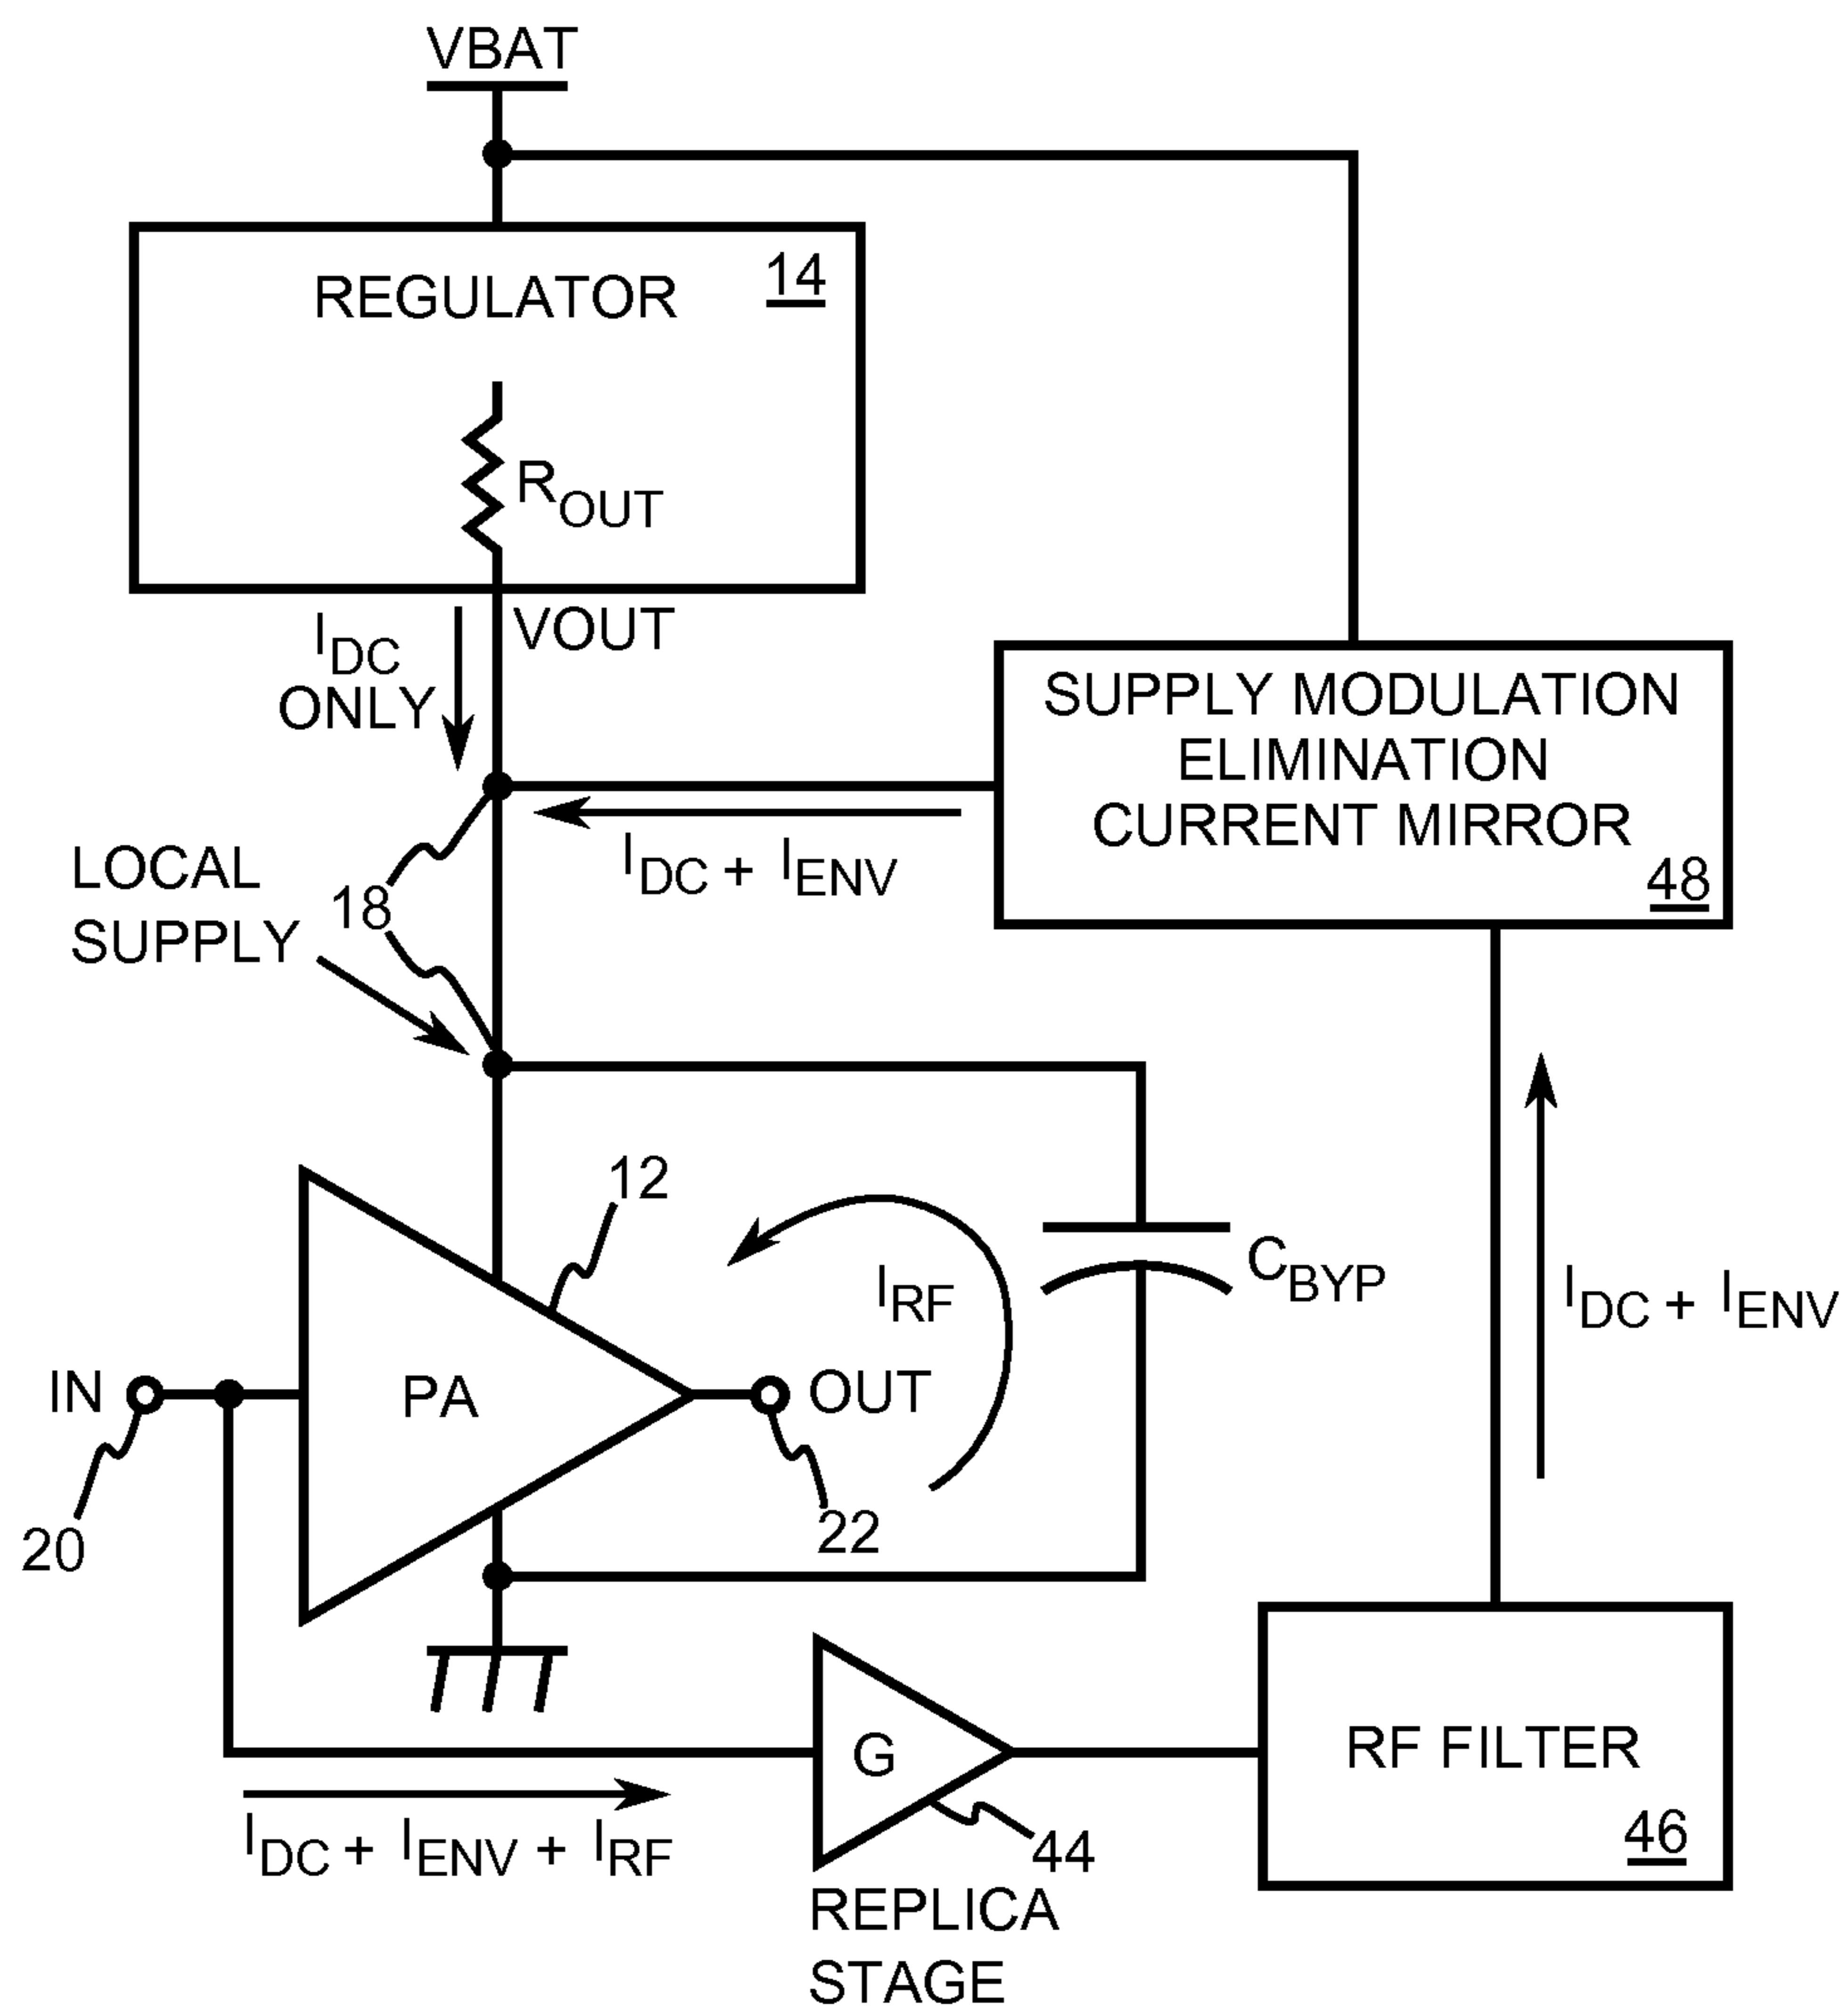 VBAT
REGULATOR
14
ROUT
IDC
ONLY
VOUT
SUPPLY MODULATION
ELIMINATION
CURRENT MIRROR
48
IDC + IENV
LOCAL
SUPPLY
18
12
IRF
CBYP
IDC + IENV
IN
PA
OUT
20
22
G
RF FILTER
46
IDC + IENV + IRF
44
REPLICA
STAGE